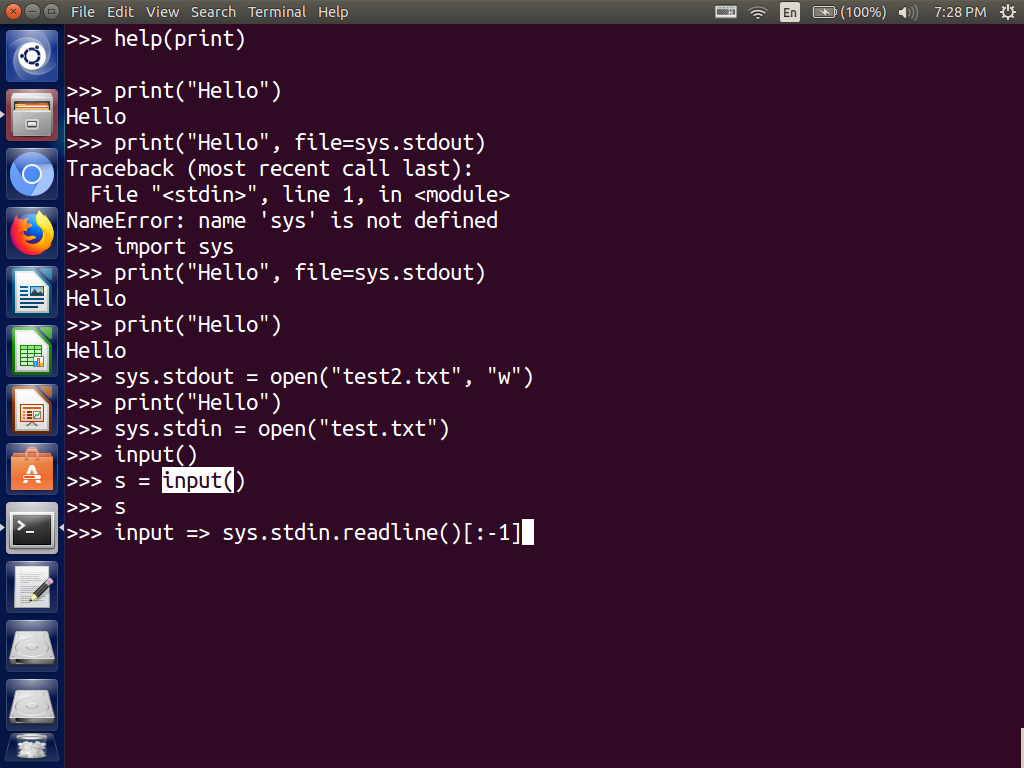 File Edit View Search Terminal Help En (100%) 7:28 PM
>>> help(print)
>>> print("Hello")
Hello
>>> print("Hello", file=sys.stdout)
Traceback (most recent call last):
  File "<stdin>", line 1, in <module>
NameError: name 'sys' is not defined
>>> import sys
>>> print("Hello", file=sys.stdout)
Hello
>>> print("Hello")
Hello
>>> sys.stdout = open("test2.txt", "w")
>>> print("Hello")
>>> sys.stdin = open("test.txt")
>>> input()
>>> s = input()
>>> s
>>> input => sys.stdin.readline()[:-1]